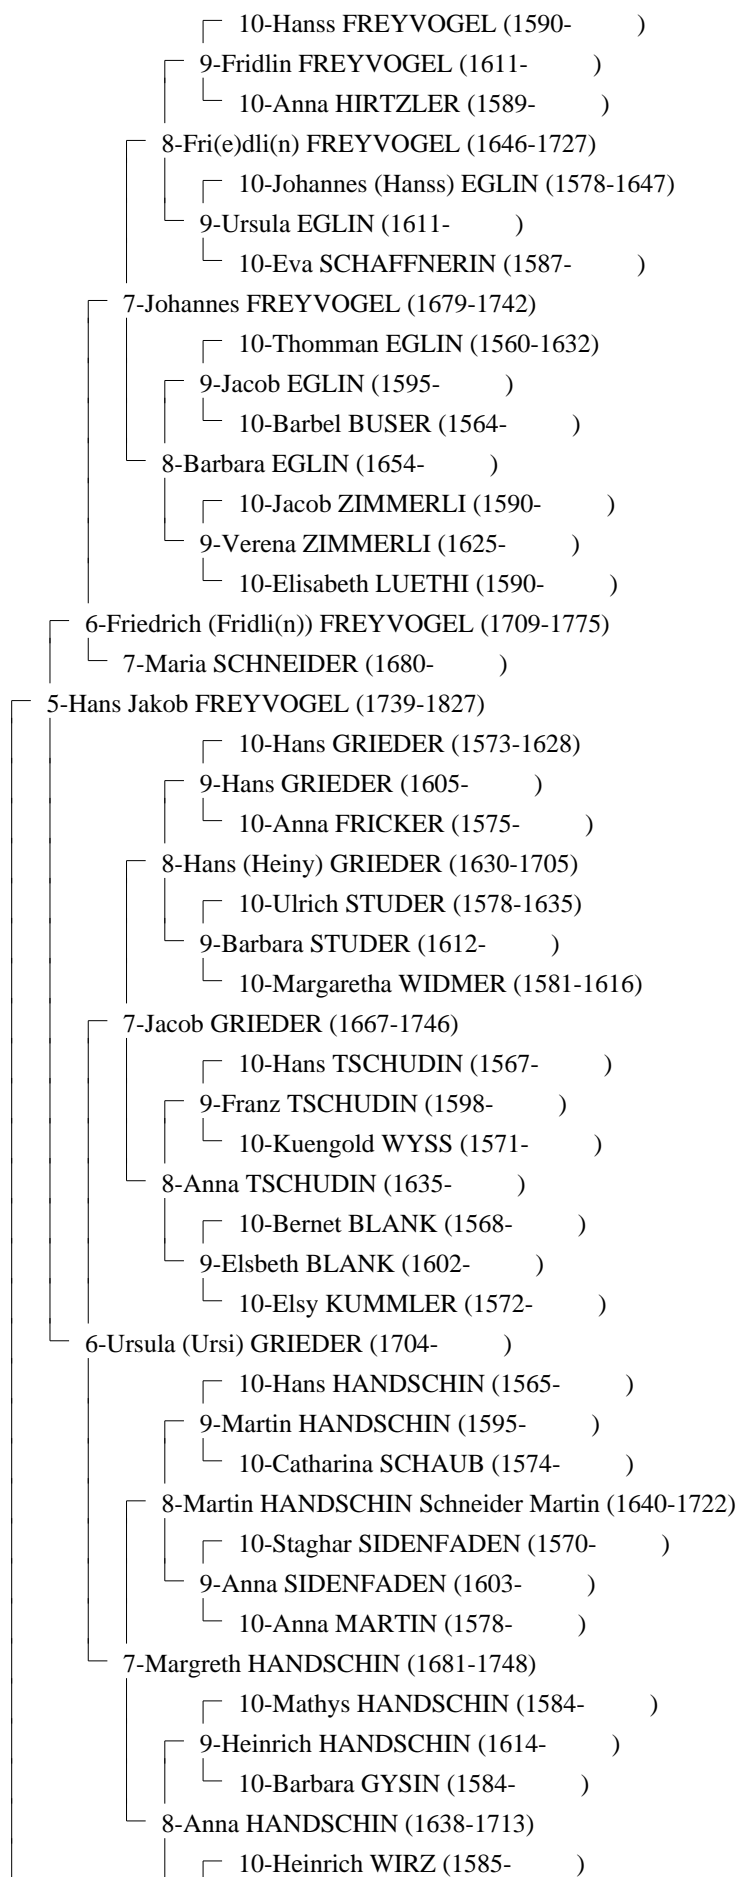 10-Hanss FREYVOGEL (1590- )
9-Fridlin FREYVOGEL (1611- )
10-Anna HIRTZLER (1589- )
8-Fri(e)dli(n) FREYVOGEL (1646-1727)
10-Johannes (Hanss) EGLIN (1578-1647)
9-Ursula EGLIN (1611- )
10-Eva SCHAFFNERIN (1587- )
7-Johannes FREYVOGEL (1679-1742)
10-Thomman EGLIN (1560-1632)
9-Jacob EGLIN (1595- )
10-Barbel BUSER (1564- )
8-Barbara EGLIN (1654- )
10-Jacob ZIMMERLI (1590- )
9-Verena ZIMMERLI (1625- )
10-Elisabeth LUETHI (1590- )
6-Friedrich (Fridli(n)) FREYVOGEL (1709-1775)
7-Maria SCHNEIDER (1680- )
5-Hans Jakob FREYVOGEL (1739-1827)
10-Hans GRIEDER (1573-1628)
9-Hans GRIEDER (1605- )
10-Anna FRICKER (1575- )
8-Hans (Heiny) GRIEDER (1630-1705)
10-Ulrich STUDER (1578-1635)
9-Barbara STUDER (1612- )
10-Margaretha WIDMER (1581-1616)
7-Jacob GRIEDER (1667-1746)
10-Hans TSCHUDIN (1567- )
9-Franz TSCHUDIN (1598- )
10-Kuengold WYSS (1571- )
8-Anna TSCHUDIN (1635- )
10-Bernet BLANK (1568- )
9-Elsbeth BLANK (1602- )
10-Elsy KUMMLER (1572- )
6-Ursula (Ursi) GRIEDER (1704- )
10-Hans HANDSCHIN (1565- )
9-Martin HANDSCHIN (1595- )
10-Catharina SCHAUB (1574- )
8-Martin HANDSCHIN Schneider Martin (1640-1722)
10-Staghar SIDENFADEN (1570- )
9-Anna SIDENFADEN (1603- )
10-Anna MARTIN (1578- )
7-Margreth HANDSCHIN (1681-1748)
10-Mathys HANDSCHIN (1584- )
9-Heinrich HANDSCHIN (1614- )
10-Barbara GYSIN (1584- )
8-Anna HANDSCHIN (1638-1713)
10-Heinrich WIRZ (1585- )